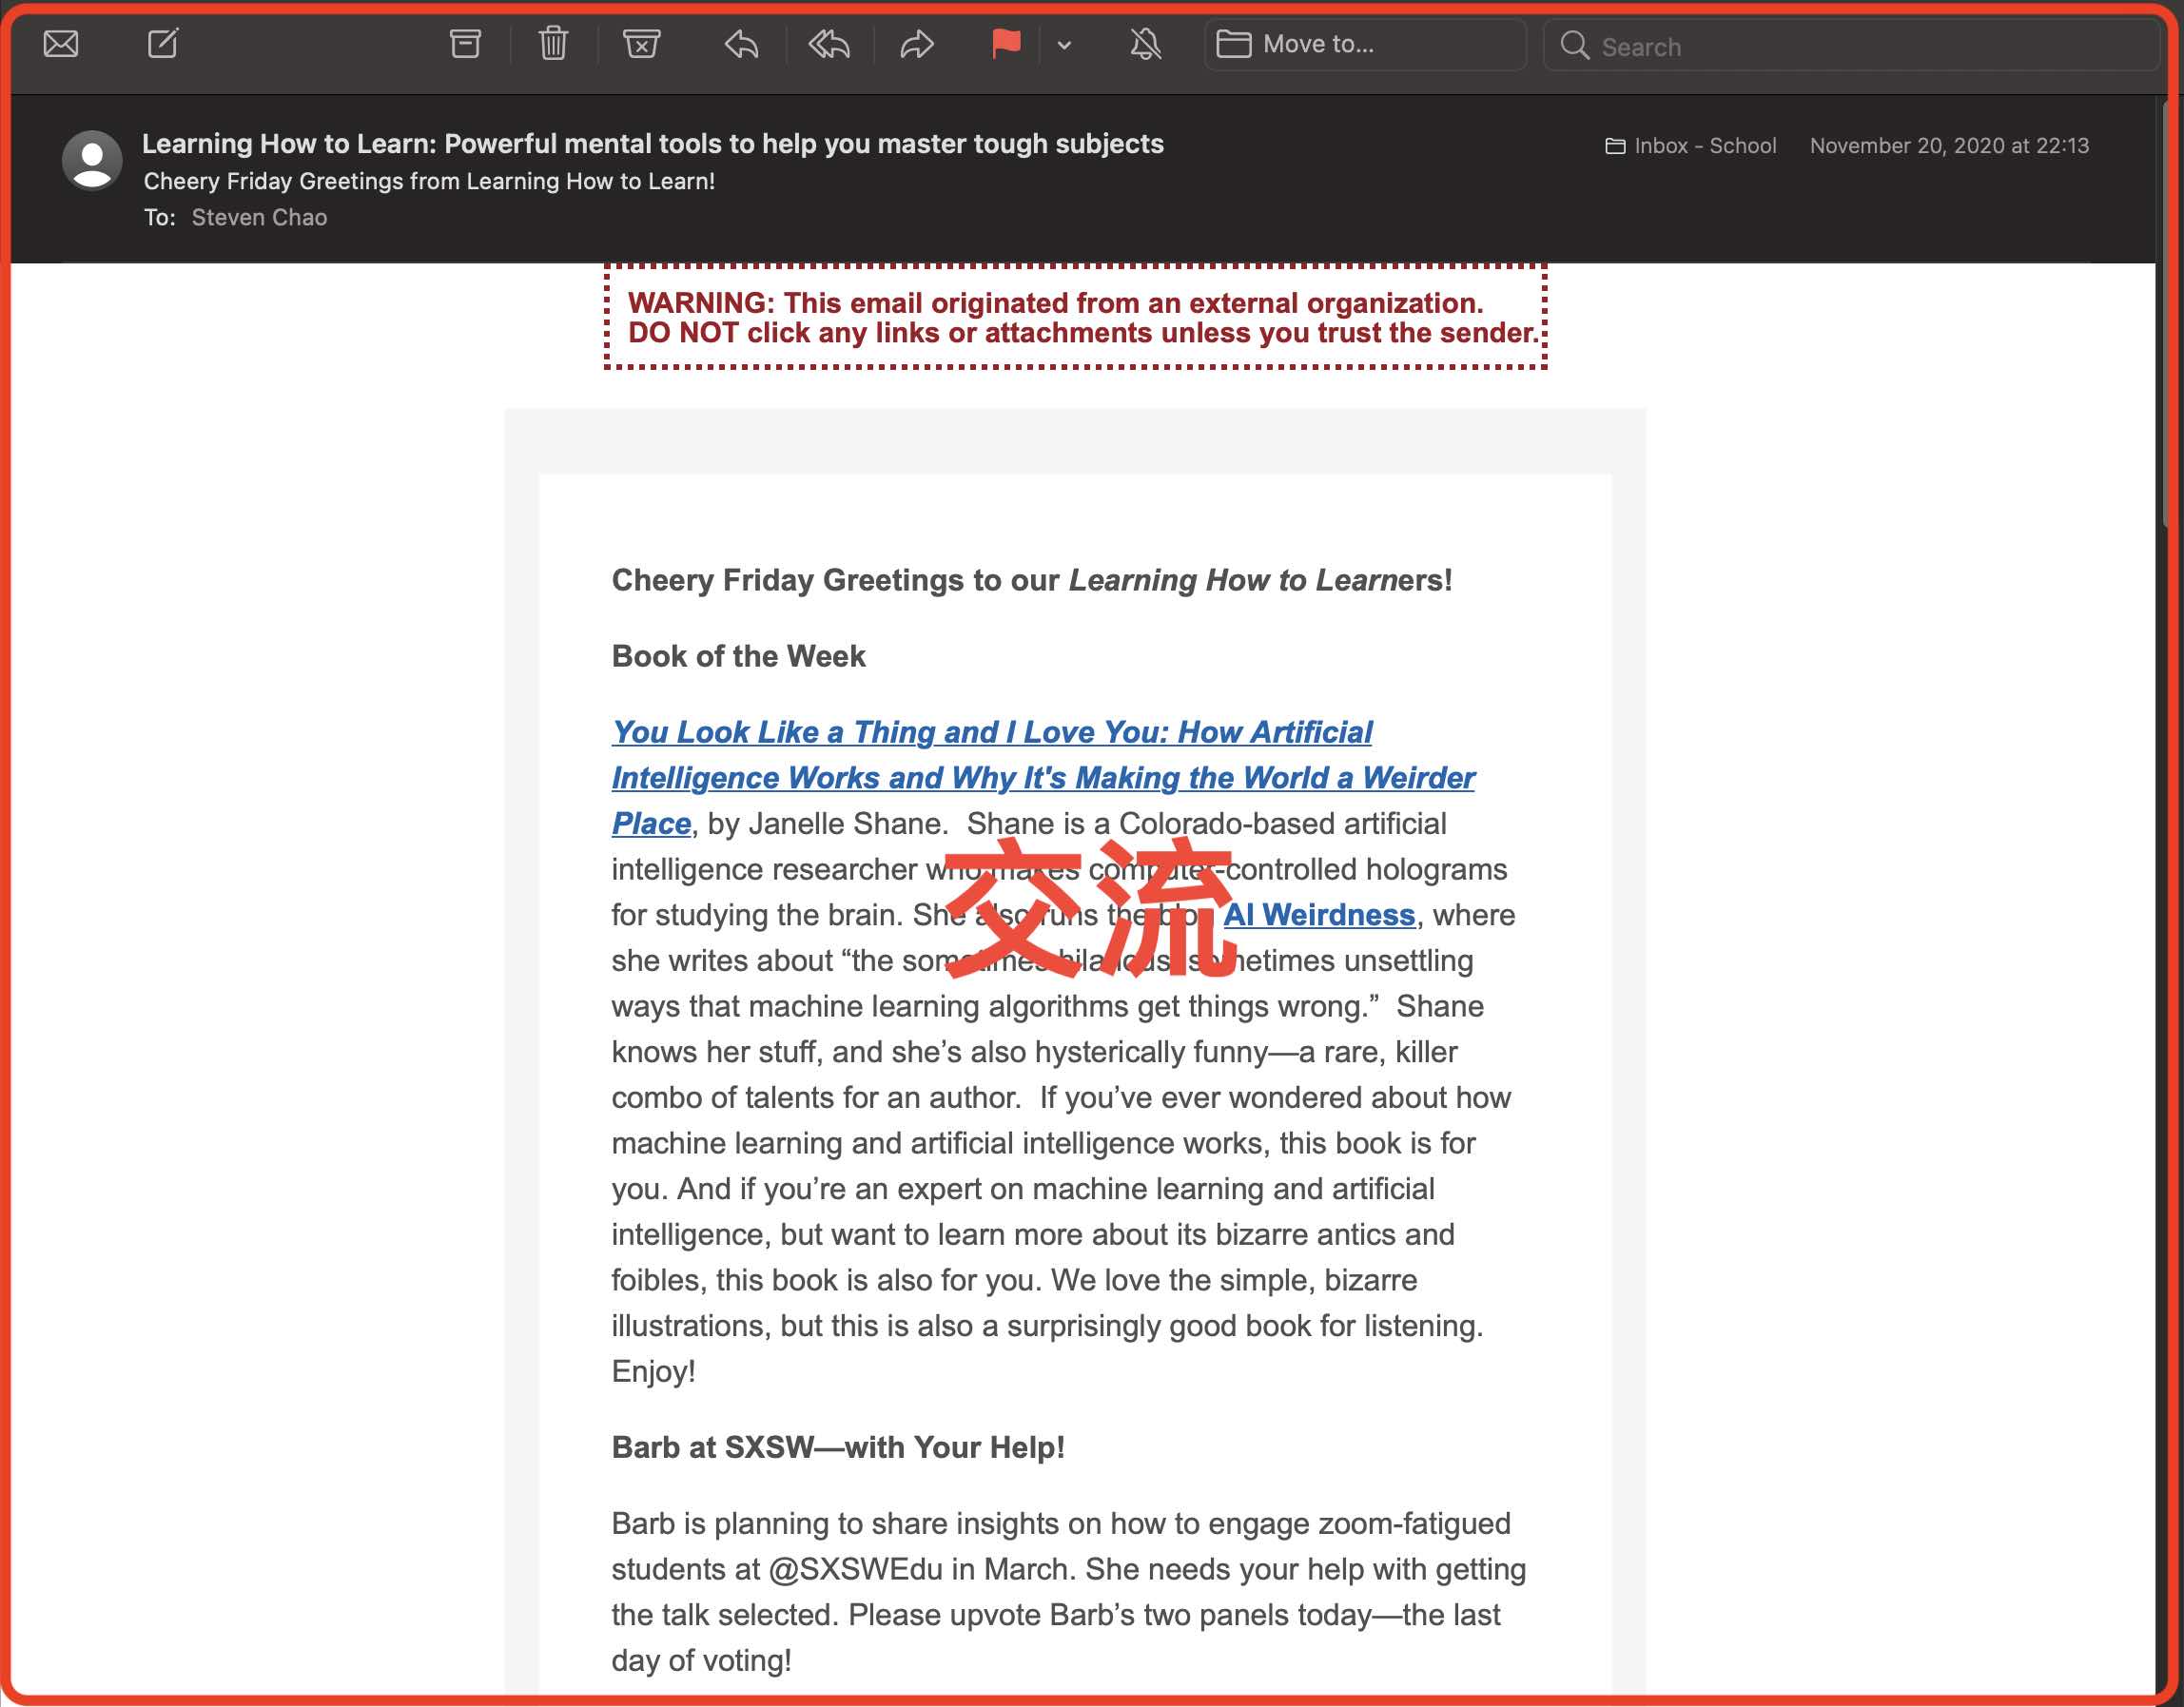 Move to...
Search
Learning How to Learn: Powerful mental tools to help you master tough subjects
Inbox - School
November 20, 2020 at 22:13
Cheery Friday Greetings from Learning How to Learn!
To: Steven Chao
WARNING: This email originated from an external organization.
DO NOT click any links or attachments unless you trust the sender.
Cheery Friday Greetings to our Learning How to Learners!
Book of the Week
You Look Like a Thing and I Love You: How Artificial
Intelligence Works and Why It's Making the World a Weirder
Place, by Janelle Shane.  Shane is a Colorado-based artificial
intelligence researcher who makes computer-controlled holograms
for studying the brain. She also runs the blog AI Weirdness, where
she writes about “the sometimes hilarious, sometimes unsettling
ways that machine learning algorithms get things wrong.”  Shane
knows her stuff, and she’s also hysterically funny—a rare, killer
combo of talents for an author.  If you’ve ever wondered about how
machine learning and artificial intelligence works, this book is for
you. And if you’re an expert on machine learning and artificial
intelligence, but want to learn more about its bizarre antics and
foibles, this book is also for you. We love the simple, bizarre
illustrations, but this is also a surprisingly good book for listening.
Enjoy!
交流
Barb at SXSW—with Your Help!
Barb is planning to share insights on how to engage zoom-fatigued
students at @SXSWEdu in March. She needs your help with getting
the talk selected. Please upvote Barb’s two panels today—the last
day of voting!